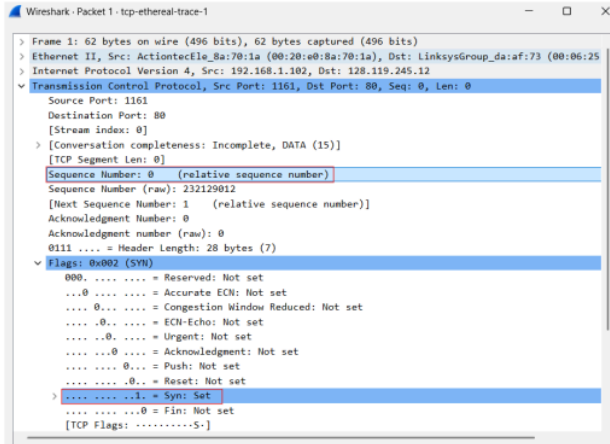 Wireshark · Packet 1 · tcp-ethereal-trace-1
> Frame 1: 62 bytes on wire (496 bits), 62 bytes captured (496 bits)
> Ethernet II, Src: ActiontecEle_8a:70:1a (00:20:e0:8a:70:1a), Dst: LinksysGroup_da:af:73 (00:06:25
> Internet Protocol Version 4, Src: 192.168.1.102, Dst: 128.119.245.12
Transmission Control Protocol, Src Port: 1161, Dst Port: 80, Seq: 0, Len: 0
Source Port: 1161
Destination Port: 80
[Stream index: 0]
> [Conversation completeness: Incomplete, DATA (15)]
[TCP Segment Len: 0]
Sequence Number: 0 (relative sequence number)
Sequence Number (raw): 232129012
[Next Sequence Number: 1 (relative sequence number)]
Acknowledgment Number: 0
Acknowledgment number (raw): 0
0111 .... = Header Length: 28 bytes (7)
Flags: 0x002 (SYN)
000. .... .... = Reserved: Not set
...0 .... .... = Accurate ECN: Not set
.... 0... .... = Congestion Window Reduced: Not set
.... .0.. .... = ECN-Echo: Not set
.... ..0. .... = Urgent: Not set
.... ...0 .... = Acknowledgment: Not set
.... .... 0... = Push: Not set
.... .... .0.. = Reset: Not set
> .... .... ..1. = Syn: Set
.... .... ...0 = Fin: Not set
[TCP Flags: ··········S·]